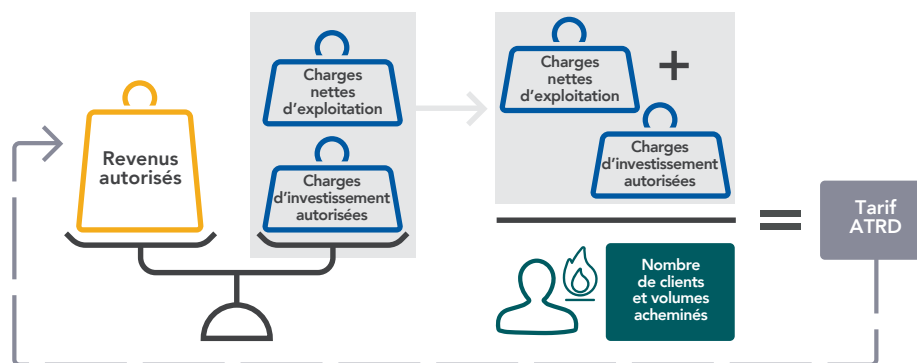 Revenus
autorisés
Charges
nettes
d'exploitation
Charges
d'investissement
autorisées
Charges
nettes
d'exploitation
+
Charges
d'investissement
autorisées
Nombre
de clients
et volumes
acheminés
=
Tarif
ATRD